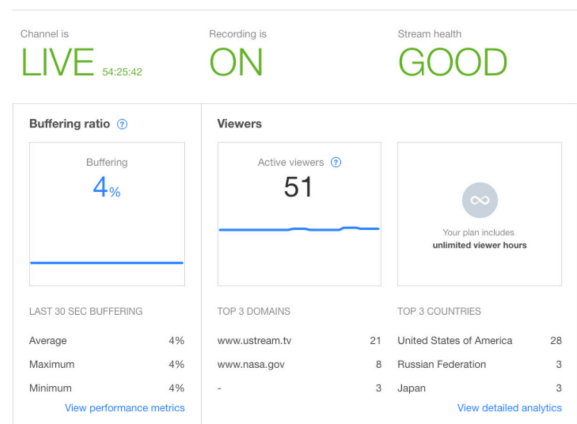 Channel is
LIVE 54:25:42
Recording is
ON
Stream health
GOOD
Buffering ratio ?
Buffering
4%
LAST 30 SEC BUFFERING
Average 4%
Maximum 4%
Minimum 4%
View performance metrics
Viewers
Active viewers ?
51
Your plan includes
unlimited viewer hours
TOP 3 DOMAINS
www.ustream.tv 21
www.nasa.gov 8
- 3
TOP 3 COUNTRIES
United States of America 28
Russian Federation 3
Japan 3
View detailed analytics